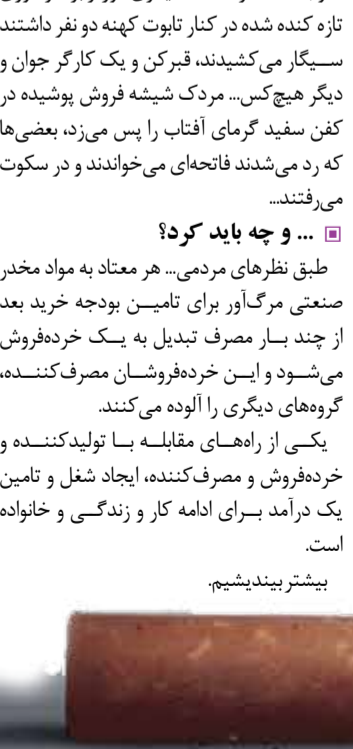 تازه کنده شده در کنار تابوت کهنه دو نفر داشتند
سیگار می‌کشیدند، قبرکن و یک کارگر جوان و
دیگر هیچ‌کس... مردک شیشه فروش پوشیده در
کفن سفید گرمای آفتاب را پس می‌زد، بعضی‌ها
که رد می‌شدند فاتحه‌ای می‌خواندند و در سکوت
می‌رفتند...
... و چه باید کرد؟
طبق نظرهای مردمی... هر معتاد به مواد مخدر
صنعتی مرگ‌آور برای تامین بودجه خرید بعد
از چند بار مصرف تبدیل به یک خرده‌فروش
می‌شود و این خرده‌فروشان مصرف‌کننده،
گروه‌های دیگری را آلوده می‌کنند.
یکی از راه‌های مقابله با تولیدکننده و
خرده‌فروش و مصرف‌کننده، ایجاد شغل و تامین
یک درآمد برای ادامه کار و زندگی و خانواده
است.
بیشتر بیندیشیم.